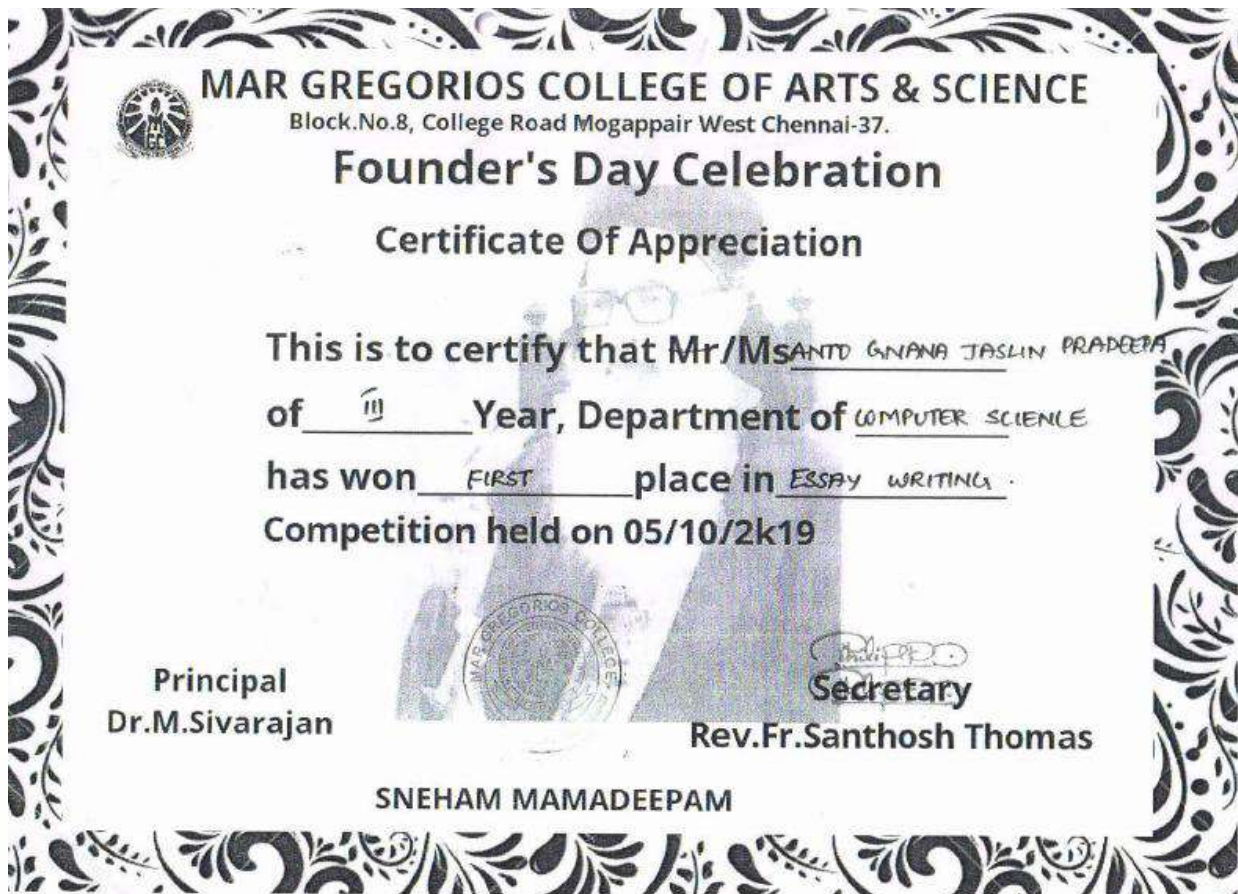 MAR GREGORIOS COLLEGE OF ARTS & SCIENCE
Block.No.8, College Road Mogappair West Chennai-37.
Founder's Day Celebration
Certificate Of Appreciation
This is to certify that Mr/Ms ANTO GNANA JASLIN PRADEEPA
of III Year, Department of COMPUTER SCIENCE
has won FIRST place in ESSAY WRITING.
Competition held on 05/10/2k19
MAR GREGORIOS COLLEGE
Principal
Dr.M.Sivarajan
Secretary
Rev.Fr.Santhosh Thomas
SNEHAM MAMADEEPAM